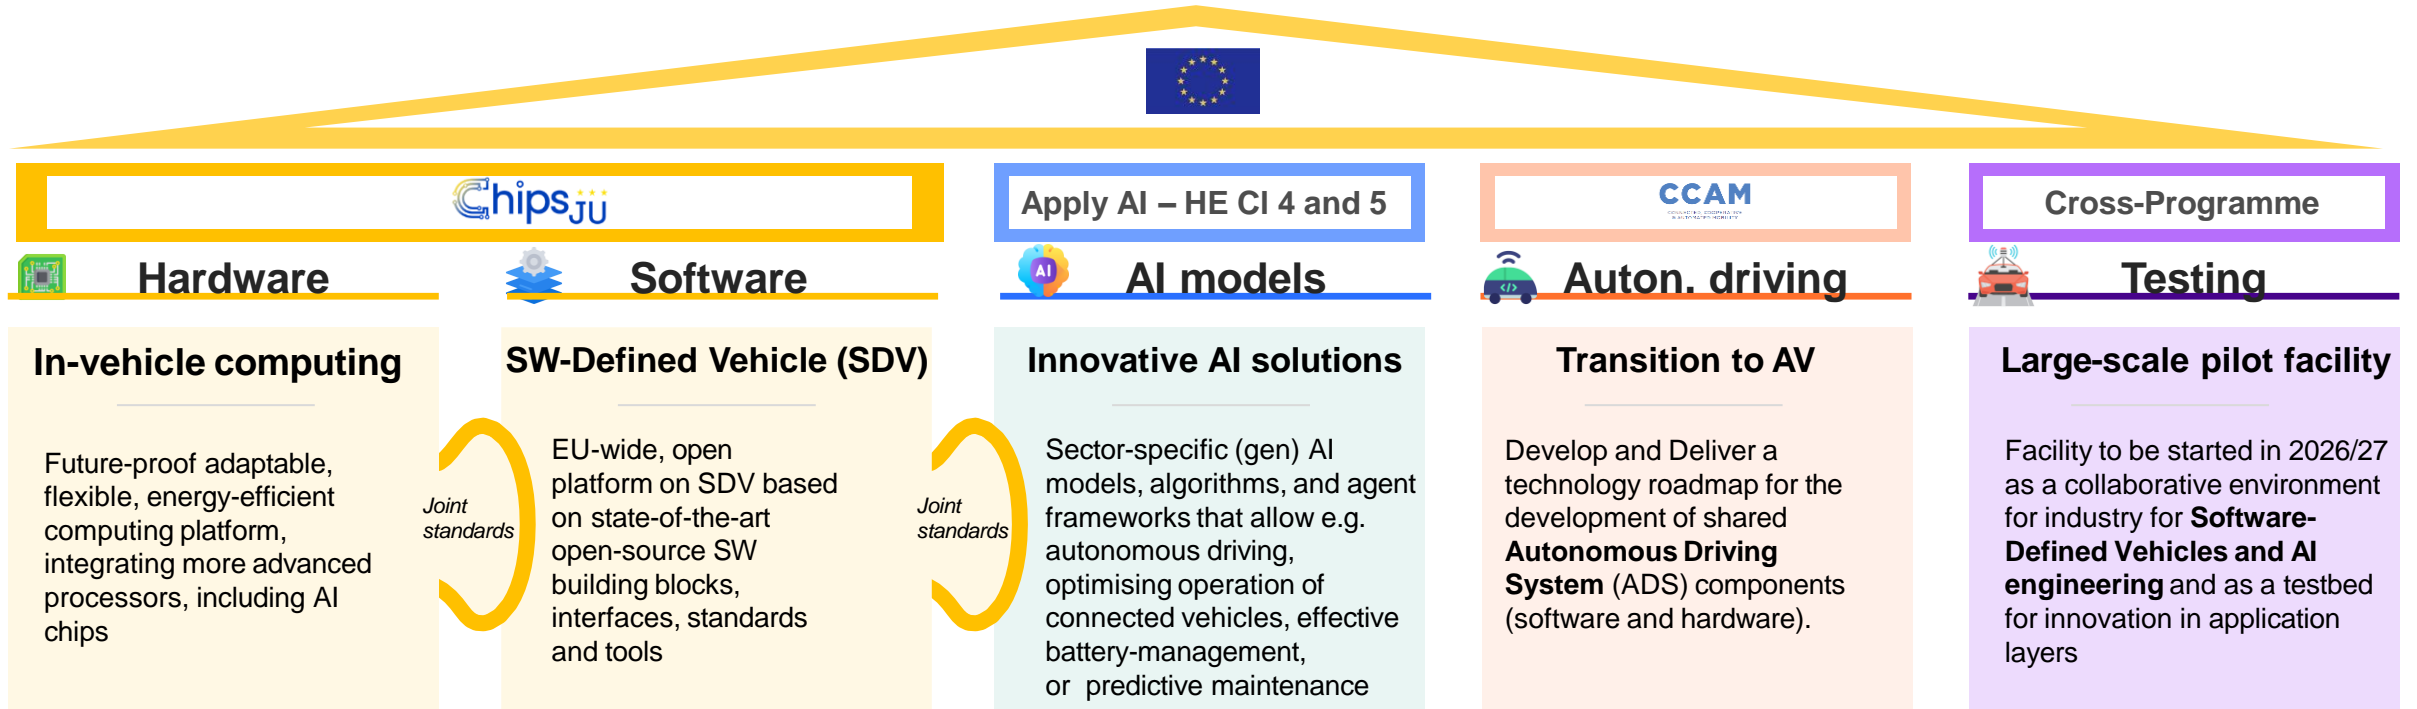 Chips JU
Apply AI – HE CI 4 and 5
CCAM
CONNECTED, COOPERATIVE
& AUTOMATED MOBILITY
Cross-Programme
Hardware
Software
AI
AI models
</>
Auton. driving
Testing
In-vehicle computing
Future-proof adaptable,
flexible, energy-efficient
computing platform,
integrating more advanced
processors, including AI
chips
Joint
standards
SW-Defined Vehicle (SDV)
EU-wide, open
platform on SDV based
on state-of-the-art
open-source SW
building blocks,
interfaces, standards
and tools
Joint
standards
Innovative AI solutions
Sector-specific (gen) AI
models, algorithms, and agent
frameworks that allow e.g.
autonomous driving,
optimising operation of
connected vehicles, effective
battery-management,
or predictive maintenance
Transition to AV
Develop and Deliver a
technology roadmap for the
development of shared
Autonomous Driving
System (ADS) components
(software and hardware).
Large-scale pilot facility
Facility to be started in 2026/27
as a collaborative environment
for industry for Software-
Defined Vehicles and AI
engineering and as a testbed
for innovation in application
layers